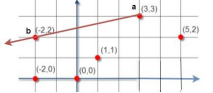 a (3,3)
b (-2,2) (5,2)
(1,1)
(-2,0) (0,0)